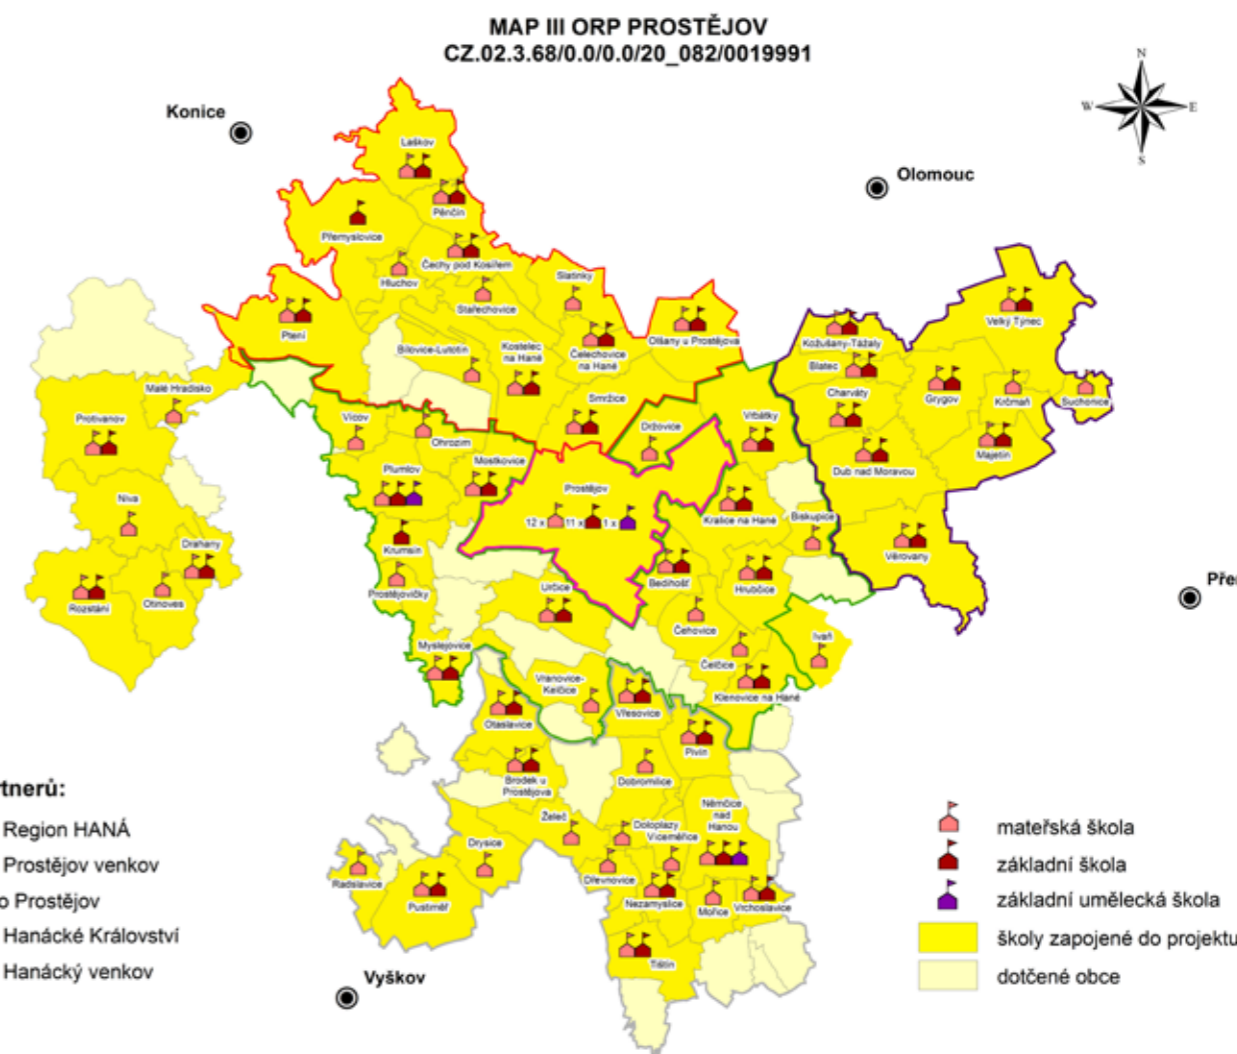 MAP III ORP PROSTĚJOV
CZ.02.3.68/0.0/0.0/20_082/0019991
Konice
N
W
E
S
Olomouc
Laškov
Pěnčín
Přemyslovice
Čechy pod Kosířem
Hluchov
Slatinky
Stařechovice
Ptení
Olšany u Prostějova
Velký Týnec
Kožušany-Tážaly
Bílovice-Lutotín
Kostelec
na Hané
Čelechovice
na Hané
Blatec
Grygov
Krčmaň
Suchonice
Malé Hradisko
Smržice
Charváty
Protivanov
Vícov
Ohrozim
Držovice
Vrbátky
Majetín
Mostkovice
Plumlov
Dub nad Moravou
Prostějov
Niva
12 x
11 x
1 x
Kralice na Hané
Biskupice
Krumsín
Drahany
Věrovany
Rozstání
Otinoves
Prostějovičky
Určice
Bedihošť
Hrubčice
Pře
Čehovice
Ivaň
Myslejovice
Čelčice
Vranovice-
Kelčice
Klenovice na Hané
Otaslavice
Vřesovice
Pivín
Brodek u
Prostějova
Dobromilice
tnerů:
Region HANÁ
Prostějov venkov
o Prostějov
Hanácké Království
Hanácký venkov
Želeč
Doloplazy
Víceměřice
Němčice
nad
Hanou
Drysice
Radslavice
Pustiměř
Dřevnovice
Nezamyslice
Mořice
Vrchoslavice
Tištín
Vyškov
mateřská škola
základní škola
základní umělecká škola
školy zapojené do projektu
dotčené obce